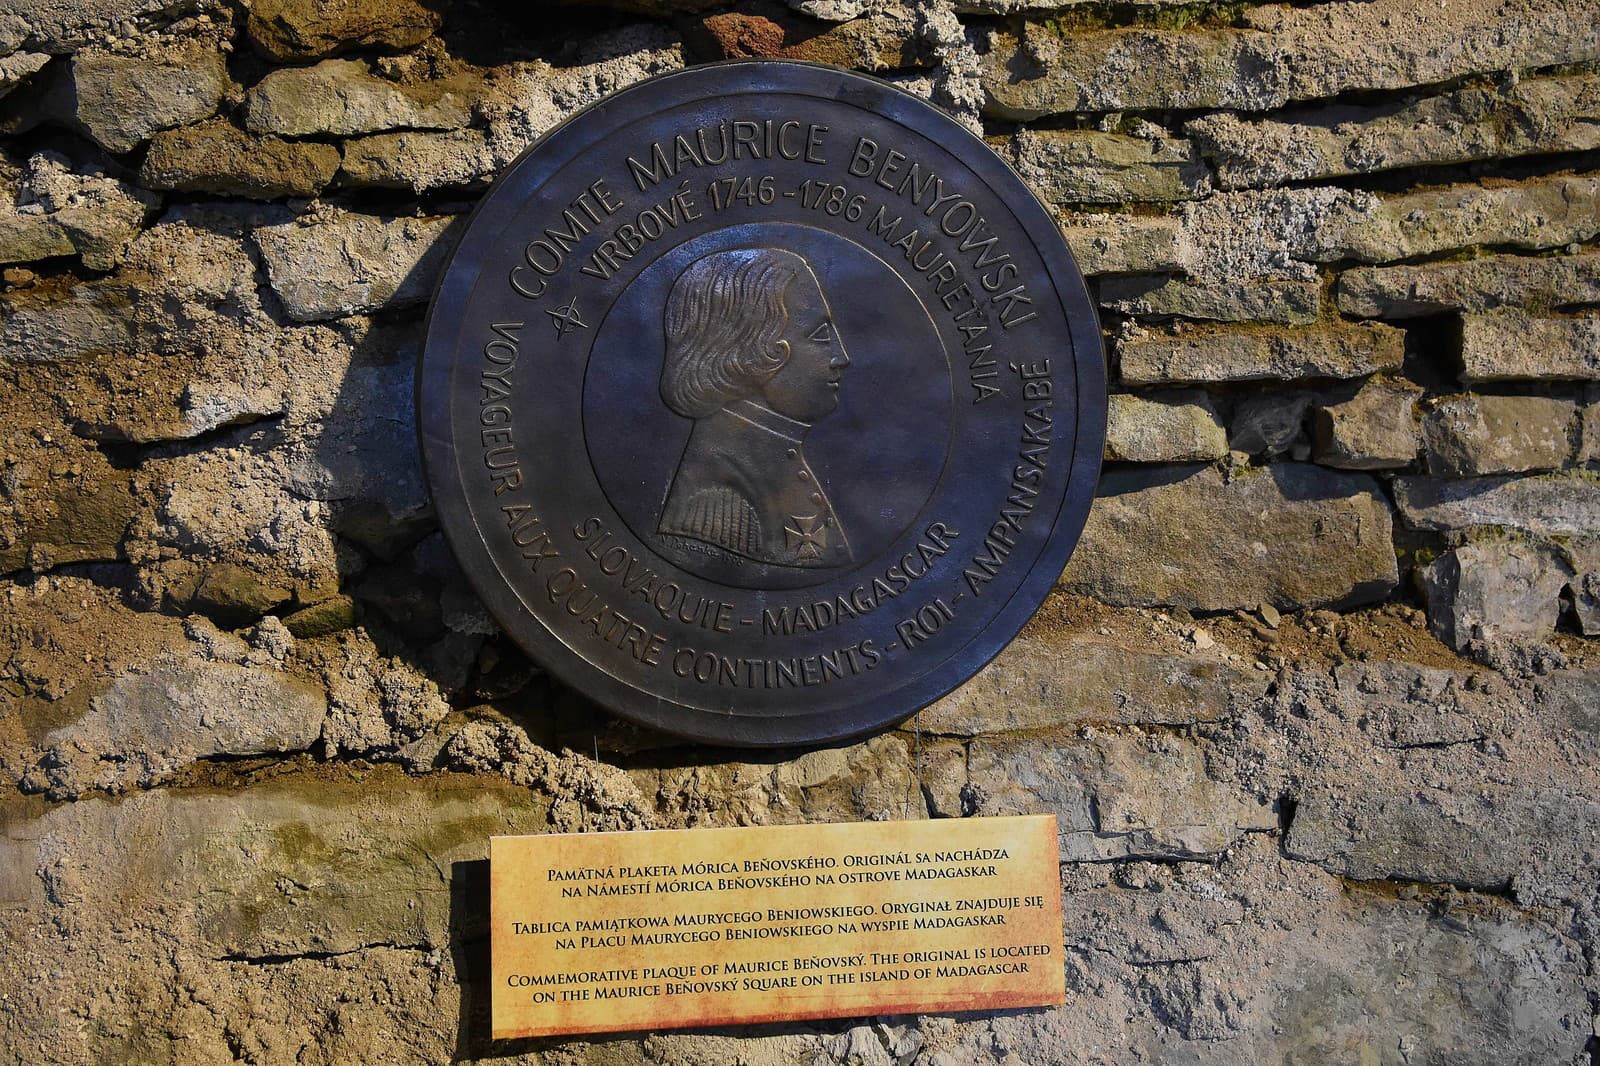 COMTE MAURICE BENYOWSKI
VRBOVÉ 1746-1786 MAURETÁNIA
SLOVAQUIE - MADAGASCAR
VOYAGEUR AUX QUATRE CONTINENTS - ROI - AMPANSAKABÉ
PAMÄTNÁ PLAKETA MÓRICA BEŇOVSKÉHO. ORIGINÁL SA NACHÁDZA
NA NÁMESTÍ MÓRICA BEŇOVSKÉHO NA OSTROVE MADAGASKAR
TABLICA PAMIĄTKOWA MAURYCEGO BENIOWSKIEGO. ORYGINAŁ ZNAJDUJE SIĘ
NA PLACU MAURYCEGO BENIOWSKIEGO NA WYSPIE MADAGASKAR
COMMEMORATIVE PLAQUE OF MAURICE BEŇOVSKÝ. THE ORIGINAL IS LOCATED
ON THE MAURICE BEŇOVSKÝ SQUARE ON THE ISLAND OF MADAGASCAR